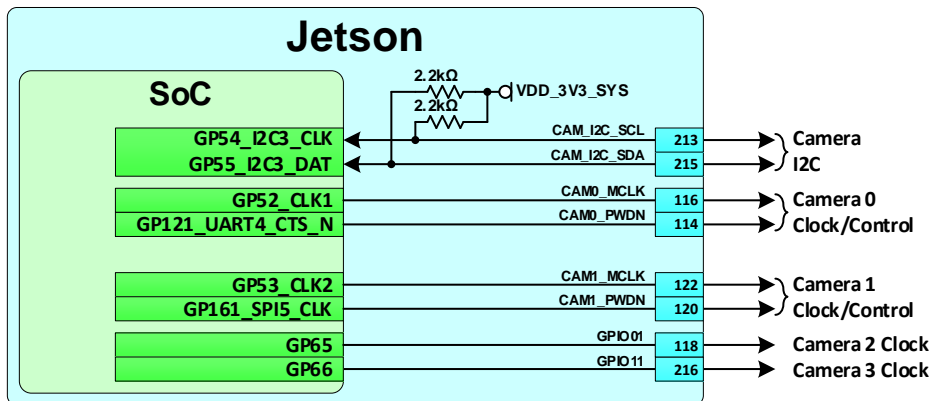 Jetson
SoC
2.2kΩ
VDD_3V3_SYS
2.2kΩ
GP54_I2C3_CLK CAM_I2C_SCL 213 Camera
GP55_I2C3_DAT CAM_I2C_SDA 215 I2C
GP52_CLK1 CAM0_MCLK 116 Camera 0
GP121_UART4_CTS_N CAM0_PWDN 114 Clock/Control
GP53_CLK2 CAM1_MCLK 122 Camera 1
GP161_SPI5_CLK CAM1_PWDN 120 Clock/Control
GP65 GPIO01 118 Camera 2 Clock
GP66 GPIO11 216 Camera 3 Clock